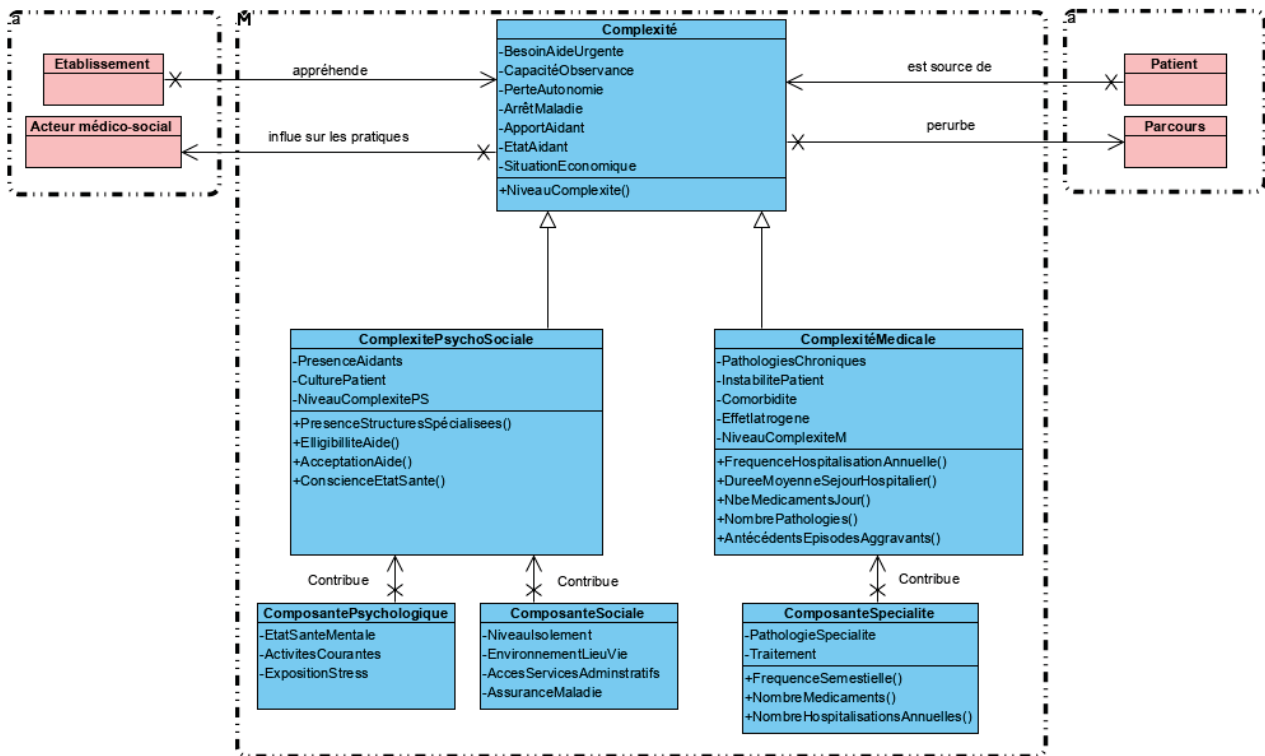 a
M
a
Etablissement
appréhende
Acteur médico-social
influe sur les pratiques
Complexité
-BesoinAideUrgente
-CapacitéObservance
-PerteAutonomie
-ArrêtMaladie
-ApportAidant
-EtatAidant
-SituationEconomique
+NiveauComplexite()
est source de
Patient
perurbe
Parcours
ComplexitePsychoSociale
-PresenceAidants
-CulturePatient
-NiveauComplexitePS
+PresenceStructuresSpécialisees()
+ElligibilliteAide()
+AcceptationAide()
+ConscienceEtatSante()
ComplexitéMedicale
-PathologiesChroniques
-InstabilitePatient
-Comorbidite
-EffetIatrogene
-NiveauComplexiteM
+FrequenceHospitalisationAnnuelle()
+DureeMoyenneSejourHospitalier()
+NbeMedicamentsJour()
+NombrePathologies()
+AntécédentsEpisodesAggravants()
Contribue
Contribue
Contribue
ComposantePsychologique
-EtatSanteMentale
-ActivitesCourantes
-ExpositionStress
ComposanteSociale
-NiveauIsolement
-EnvironnementLieuVie
-AccesServicesAdminstratifs
-AssuranceMaladie
ComposanteSpecialite
-PathologieSpecialite
-Traitement
+FrequenceSemestielle()
+NombreMedicaments()
+NombreHospitalisationsAnnuelles()